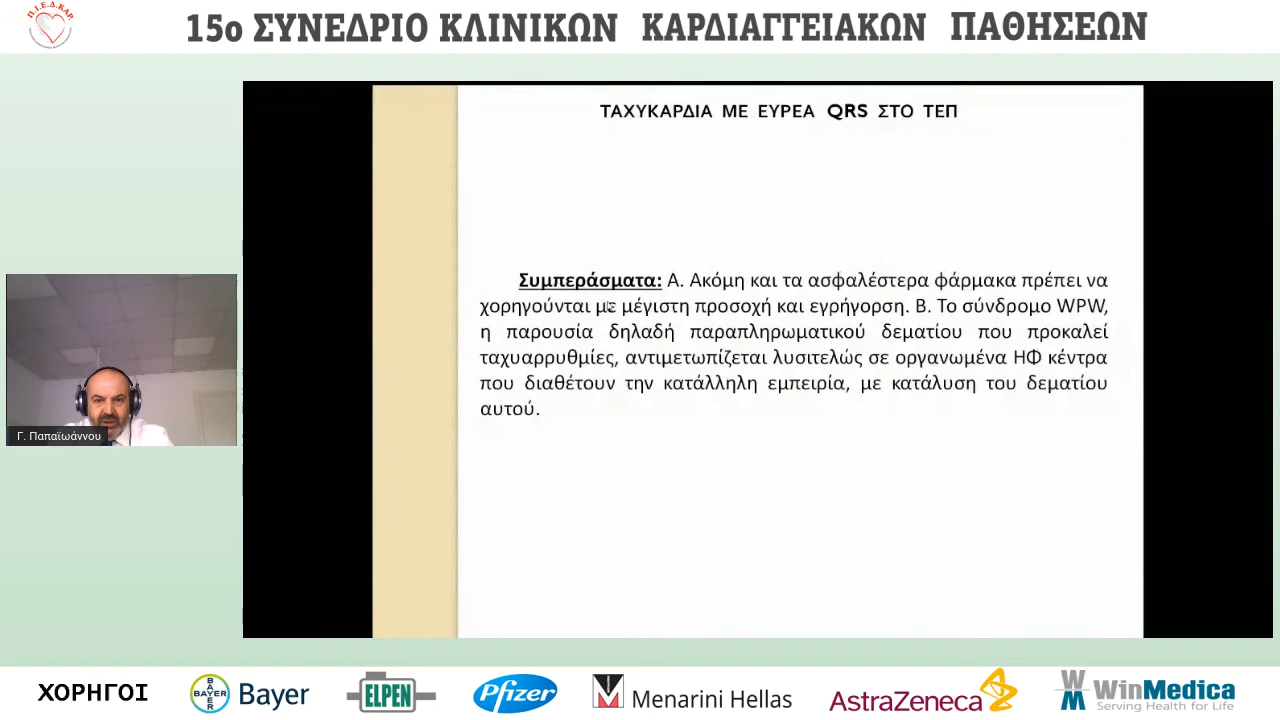 Π.Ι.Ε.Δ.ΚΑΡ
15ο ΣΥΝΕΔΡΙΟ ΚΛΙΝΙΚΩΝ ΚΑΡΔΙΑΓΓΕΙΑΚΩΝ ΠΑΘΗΣΕΩΝ
ΤΑΧΥΚΑΡΔΙΑ ΜΕ ΕΥΡΕΑ QRS ΣΤΟ ΤΕΠ
Συμπεράσματα: Α. Ακόμη και τα ασφαλέστερα φάρμακα πρέπει να
χορηγούνται με μέγιστη προσοχή και εγρήγορση. Β. Το σύνδρομο WPW,
η παρουσία δηλαδή παραπληρωματικού δεματίου που προκαλεί
ταχυαρρυθμίες, αντιμετωπίζεται λυσιτελώς σε οργανωμένα ΗΦ κέντρα
που διαθέτουν την κατάλληλη εμπειρία, με κατάλυση του δεματίου
αυτού.
Γ. Παπαϊωάννου
ΧΟΡΗΓΟΙ
BAYER
BAYER
Bayer
ELPEN
Pfizer
Menarini Hellas
AstraZeneca
WinMedica
Serving Health for Life